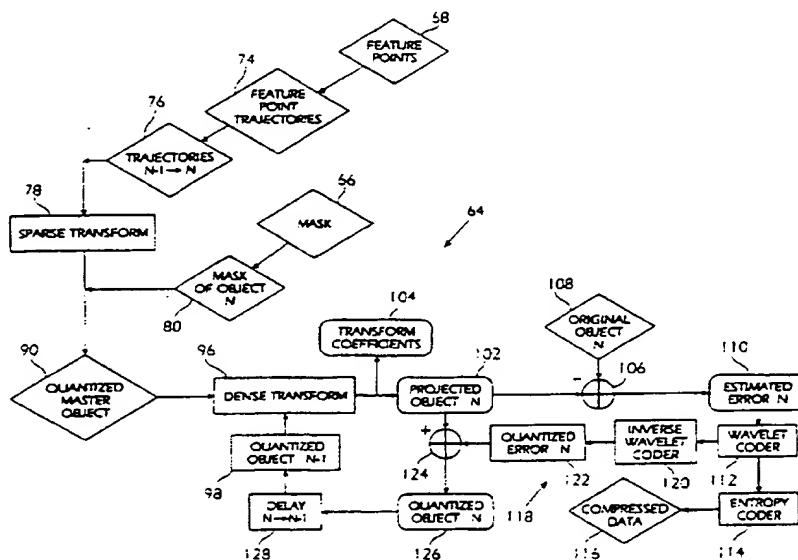 68
FEATURE
POINTS
74
FEATURE
POINT
TRAJECTORIES
76
TRAJECTORIES
N-1 → N
78
SPARSE TRANSFORM
66
MASK
64
MASK
OF OBJECT
N
80
104
TRANSFORM
COEFFICIENTS
108
ORIGINAL
OBJECT
N
90
QUANTIZED
MASTER
OBJECT
96
DENSE TRANSFORM
102
PROJECTED
OBJECT N
-
106
110
ESTIMATED
ERROR N
QUANTIZED
OBJECT N-1
98
+
124
QUANTIZED
ERROR N
122
INVERSE
WAVELET
CODER
120
WAVELET
CODER
112
118
DELAY
N→N-1
128
QUANTIZED
OBJECT N
126
COMPRESSED
DATA
116
ENTROPY
CODER
114